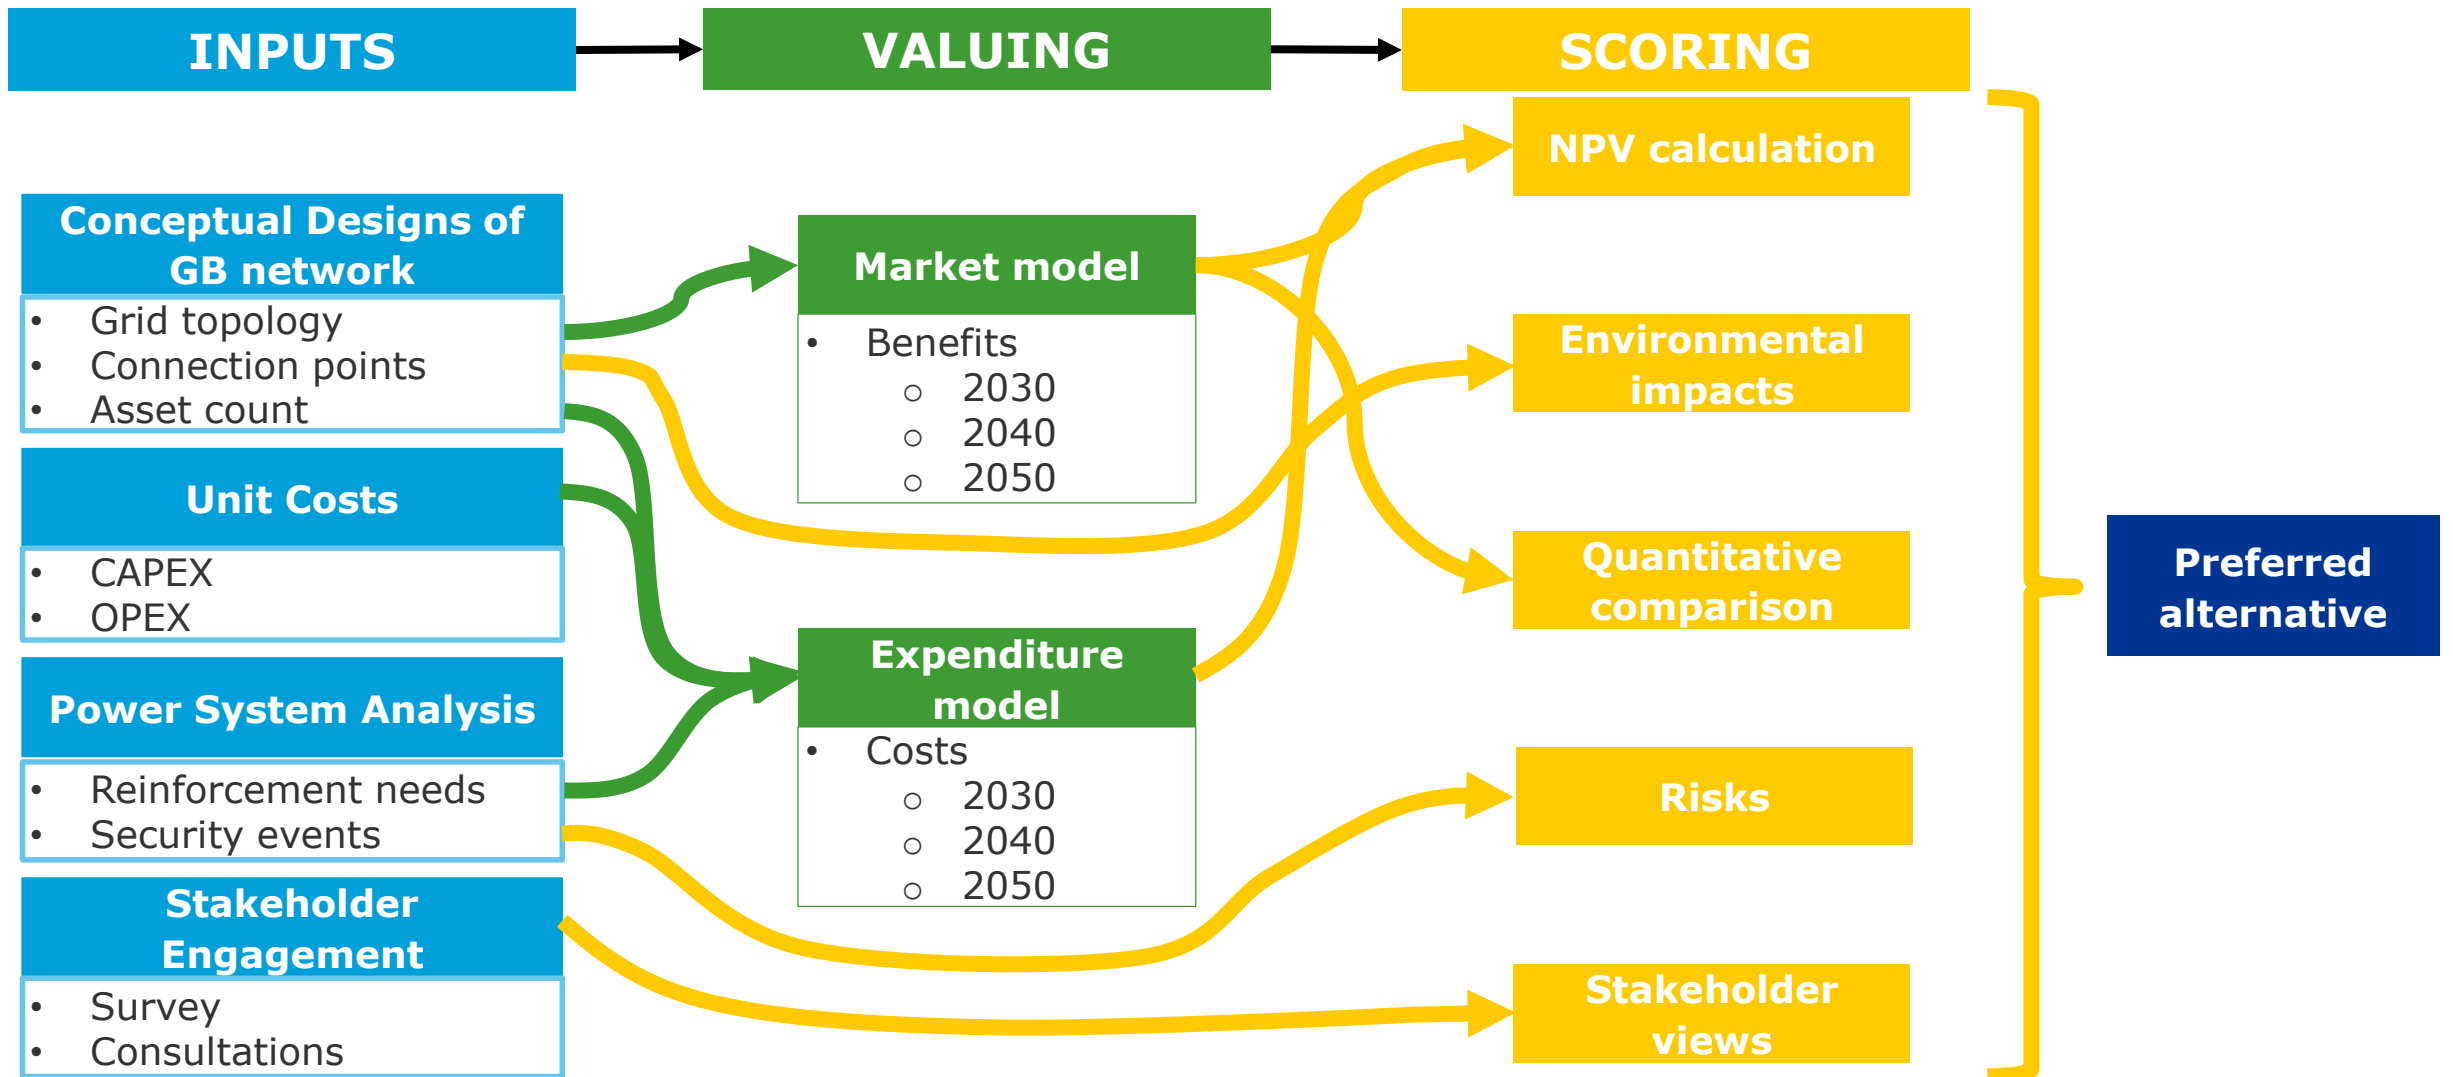 INPUTS
VALUING
SCORING
Conceptual Designs of
GB network
• Grid topology
• Connection points
• Asset count
Unit Costs
• CAPEX
• OPEX
Power System Analysis
• Reinforcement needs
• Security events
Stakeholder
Engagement
• Survey
• Consultations
Market model
• Benefits
o 2030
o 2040
o 2050
Expenditure
model
• Costs
o 2030
o 2040
o 2050
NPV calculation
Environmental
impacts
Quantitative
comparison
Risks
Stakeholder
views
Preferred
alternative